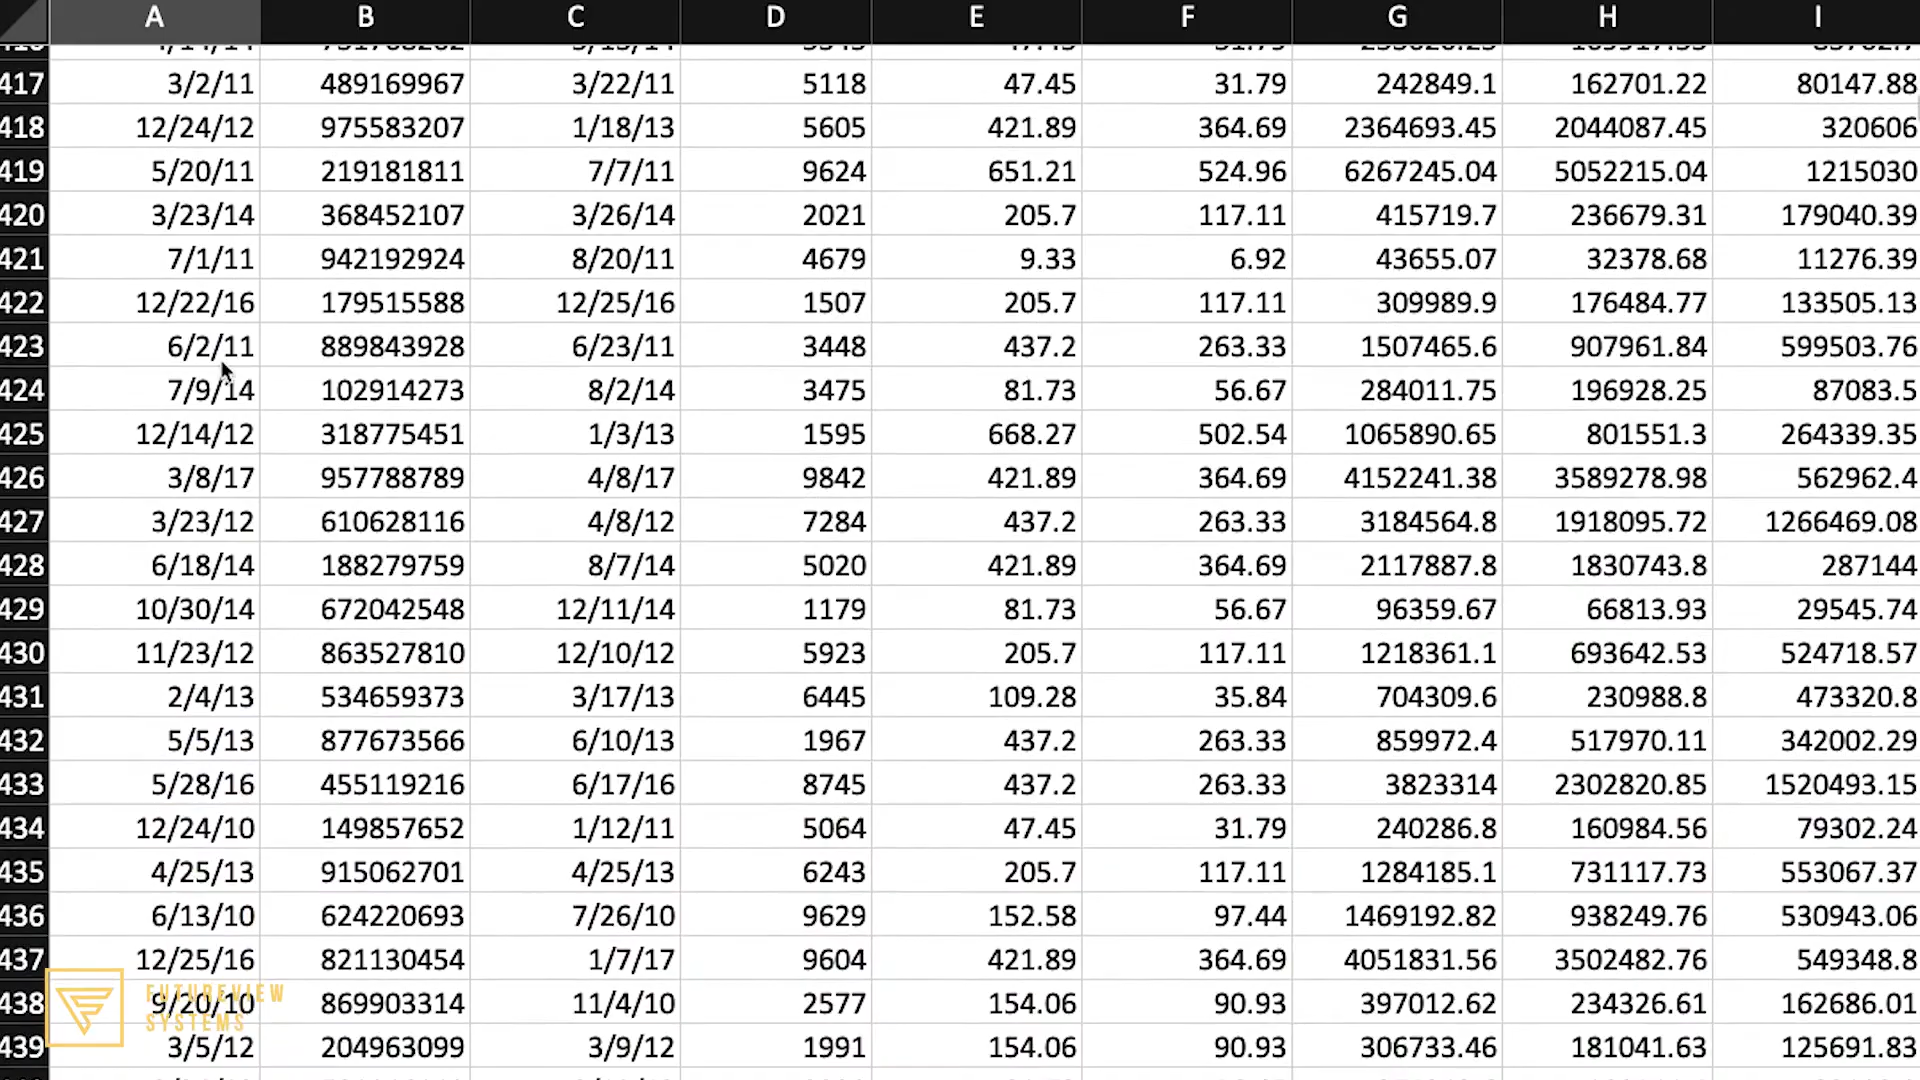 A B C D E F G H I
417 3/2/11 489169967 3/22/11 5118 47.45 31.79 242849.1 162701.22 80147.88
418 12/24/12 975583207 1/18/13 5605 421.89 364.69 2364693.45 2044087.45 320606
419 5/20/11 219181811 7/7/11 9624 651.21 524.96 6267245.04 5052215.04 1215030
420 3/23/14 368452107 3/26/14 2021 205.7 117.11 415719.7 236679.31 179040.39
421 7/1/11 942192924 8/20/11 4679 9.33 6.92 43655.07 32378.68 11276.39
422 12/22/16 179515588 12/25/16 1507 205.7 117.11 309989.9 176484.77 133505.13
423 6/2/11 889843928 6/23/11 3448 437.2 263.33 1507465.6 907961.84 599503.76
424 7/9/14 102914273 8/2/14 3475 81.73 56.67 284011.75 196928.25 87083.5
425 12/14/12 318775451 1/3/13 1595 668.27 502.54 1065890.65 801551.3 264339.35
426 3/8/17 957788789 4/8/17 9842 421.89 364.69 4152241.38 3589278.98 562962.4
427 3/23/12 610628116 4/8/12 7284 437.2 263.33 3184564.8 1918095.72 1266469.08
428 6/18/14 188279759 8/7/14 5020 421.89 364.69 2117887.8 1830743.8 287144
429 10/30/14 672042548 12/11/14 1179 81.73 56.67 96359.67 66813.93 29545.74
430 11/23/12 863527810 12/10/12 5923 205.7 117.11 1218361.1 693642.53 524718.57
431 2/4/13 534659373 3/17/13 6445 109.28 35.84 704309.6 230988.8 473320.8
432 5/5/13 877673566 6/10/13 1967 437.2 263.33 859972.4 517970.11 342002.29
433 5/28/16 455119216 6/17/16 8745 437.2 263.33 3823314 2302820.85 1520493.15
434 12/24/10 149857652 1/12/11 5064 47.45 31.79 240286.8 160984.56 79302.24
435 4/25/13 915062701 4/25/13 6243 205.7 117.11 1284185.1 731117.73 553067.37
436 6/13/10 624220693 7/26/10 9629 152.58 97.44 1469192.82 938249.76 530943.06
437 12/25/16 821130454 1/7/17 9604 421.89 364.69 4051831.56 3502482.76 549348.8
438 9/20/10 869903314 11/4/10 2577 154.06 90.93 397012.62 234326.61 162686.01
FUTUREVIEW
SYSTEMS
439 3/5/12 204963099 3/9/12 1991 154.06 90.93 306733.46 181041.63 125691.83